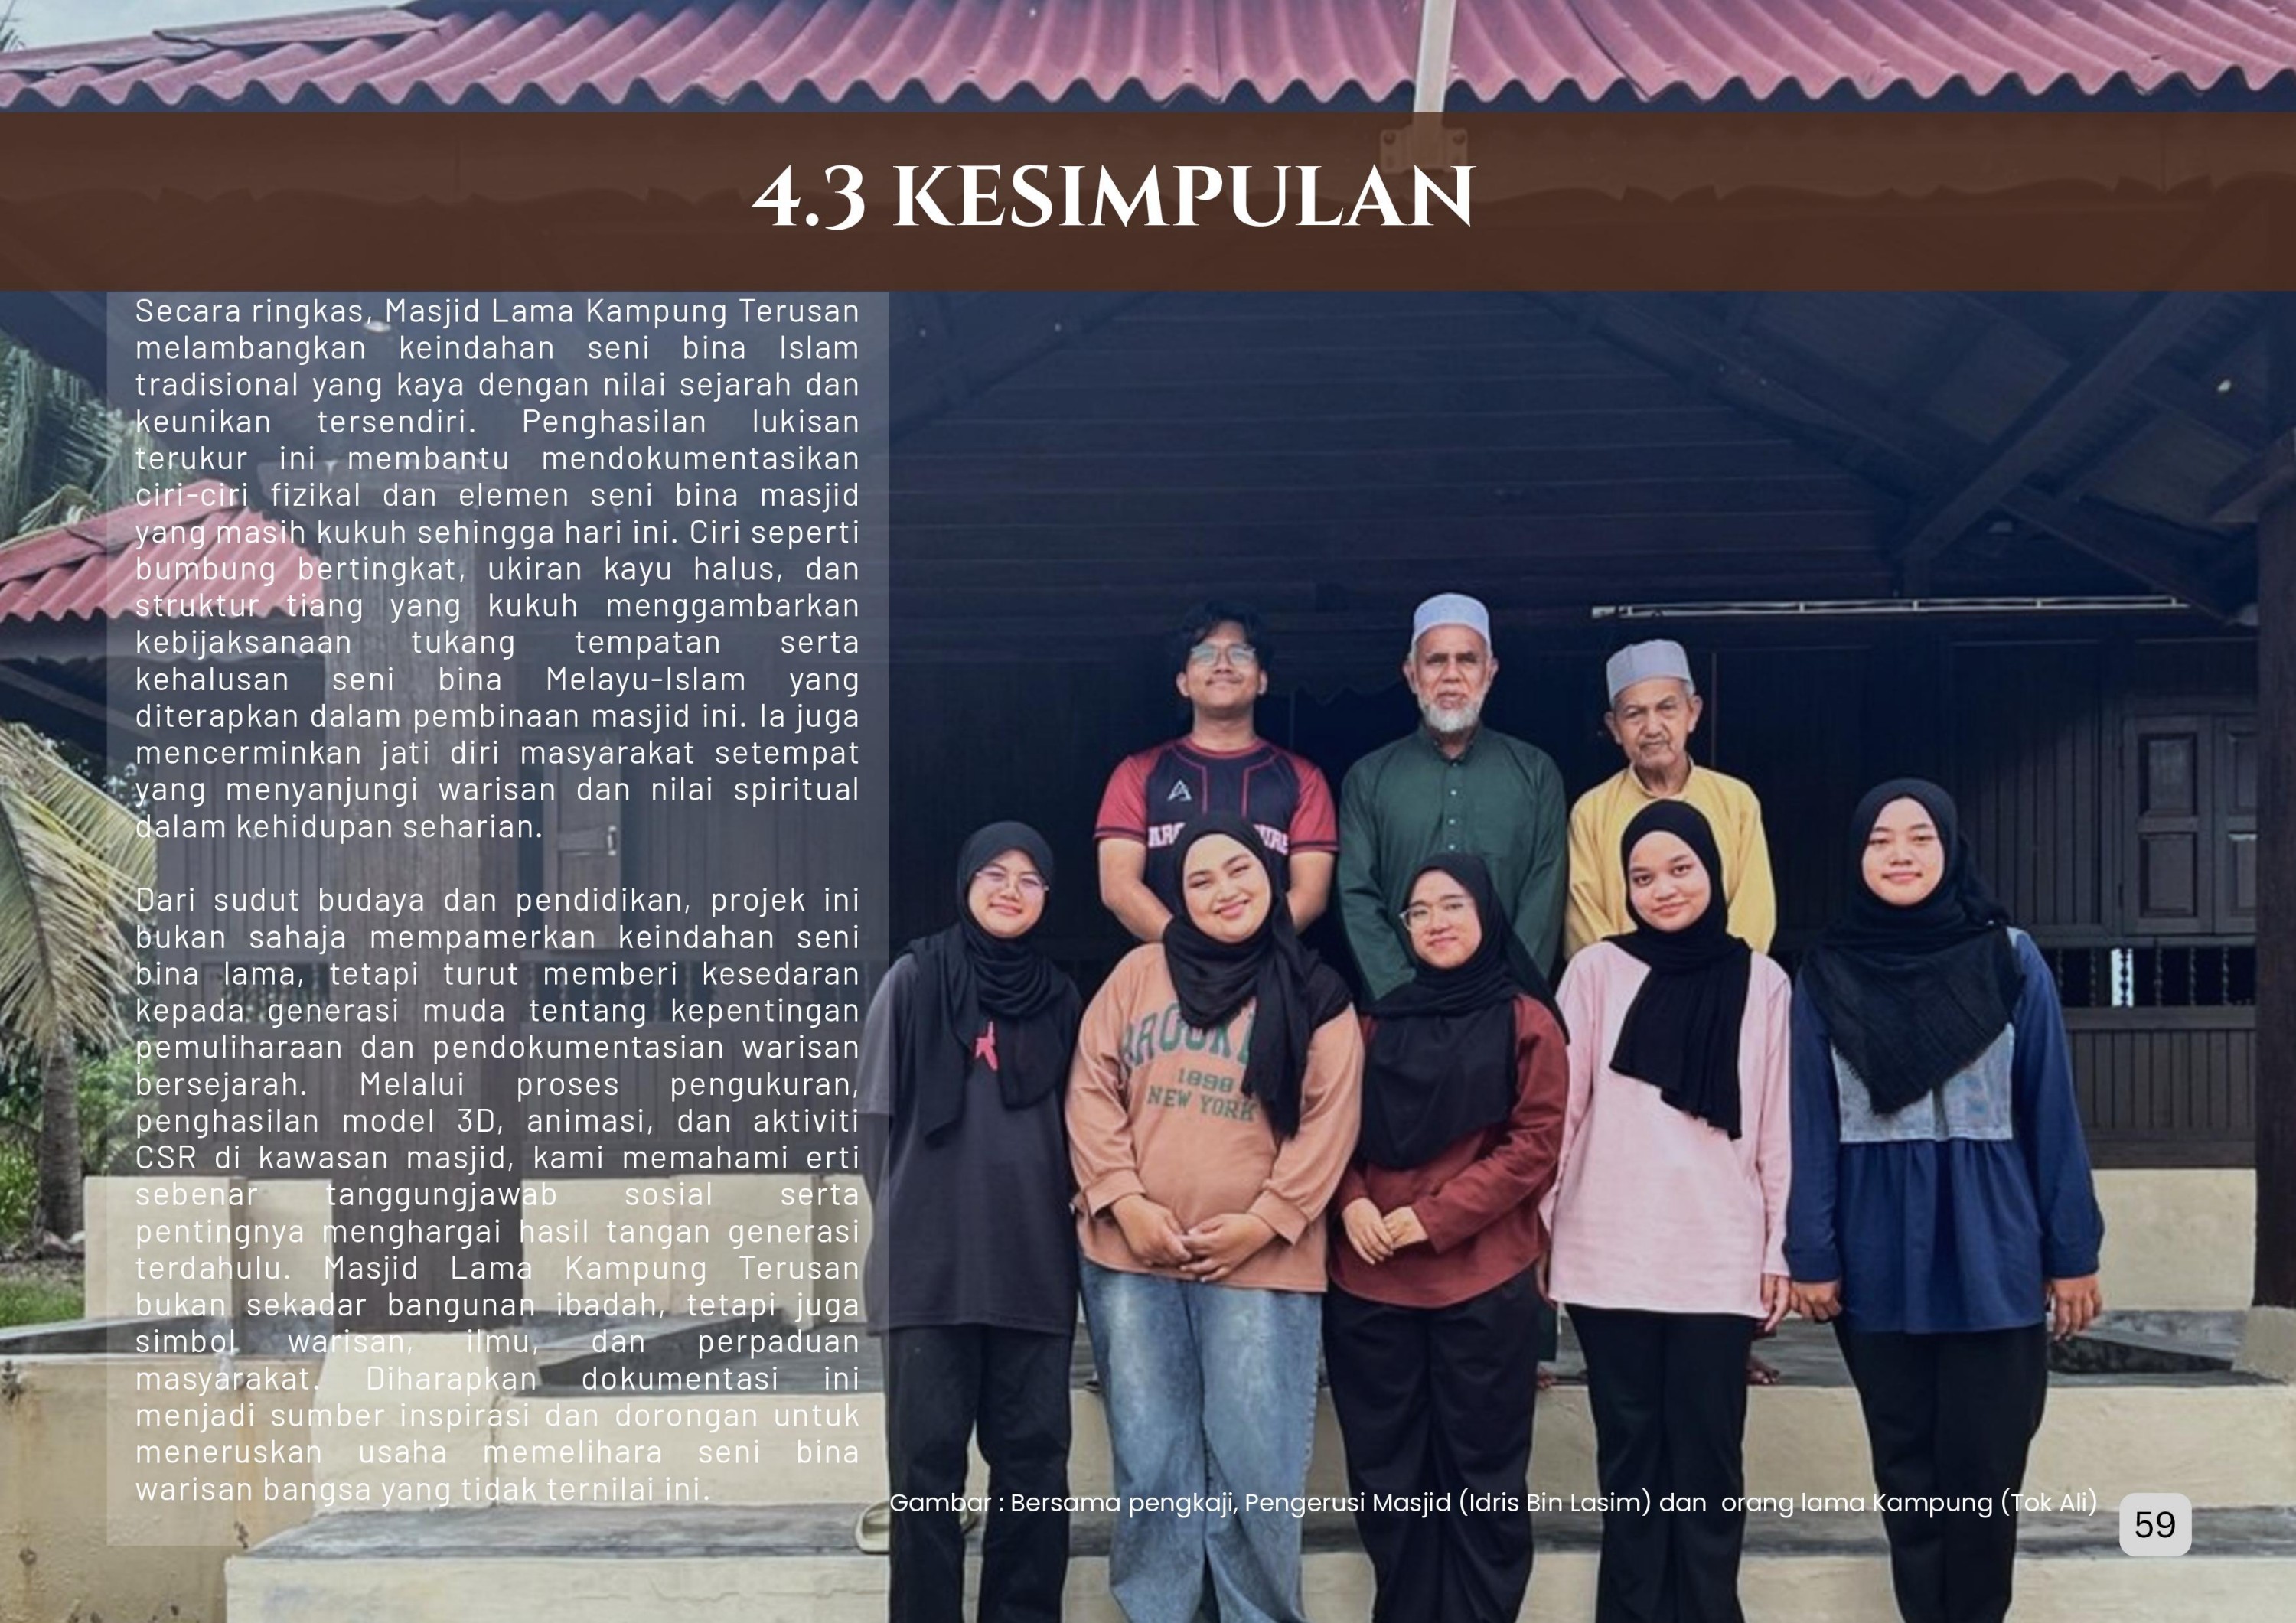 4.3 KESIMPULAN
Secara ringkas, Masjid Lama Kampung Terusan
melambangkan keindahan seni bina Islam
tradisional yang kaya dengan nilai sejarah dan
keunikan tersendiri. Penghasilan lukisan
terukur ini membantu mendokumentasikan
ciri-ciri fizikal dan elemen seni bina masjid
yang masih kukuh sehingga hari ini. Ciri seperti
bumbung bertingkat, ukiran kayu halus, dan
struktur tiang yang kukuh menggambarkan
kebijaksanaan tukang tempatan serta
kehalusan seni bina Melayu-Islam yang
diterapkan dalam pembinaan masjid ini. Ia juga
mencerminkan jati diri masyarakat setempat
yang menyanjungi warisan dan nilai spiritual
dalam kehidupan seharian.
Dari sudut budaya dan pendidikan, projek ini
bukan sahaja mempamerkan keindahan seni
bina lama, tetapi turut memberi kesedaran
kepada generasi muda tentang kepentingan
pemuliharaan dan pendokumentasian warisan
bersejarah. Melalui proses pengukuran,
penghasilan model 3D, animasi, dan aktiviti
CSR di kawasan masjid, kami memahami erti
sebenar tanggungjawab sosial serta
pentingnya menghargai hasil tangan generasi
terdahulu. Masjid Lama Kampung Terusan
bukan sekadar bangunan ibadah, tetapi juga
simbol warisan, ilmu, dan perpaduan
masyarakat. Diharapkan dokumentasi ini
menjadi sumber inspirasi dan dorongan untuk
meneruskan usaha memelihara seni bina
warisan bangsa yang tidak ternilai ini.
1898
NEW YORK
Gambar : Bersama pengkaji, Pengerusi Masjid (Idris Bin Lasim) dan orang lama Kampung (Tok Ali)
59